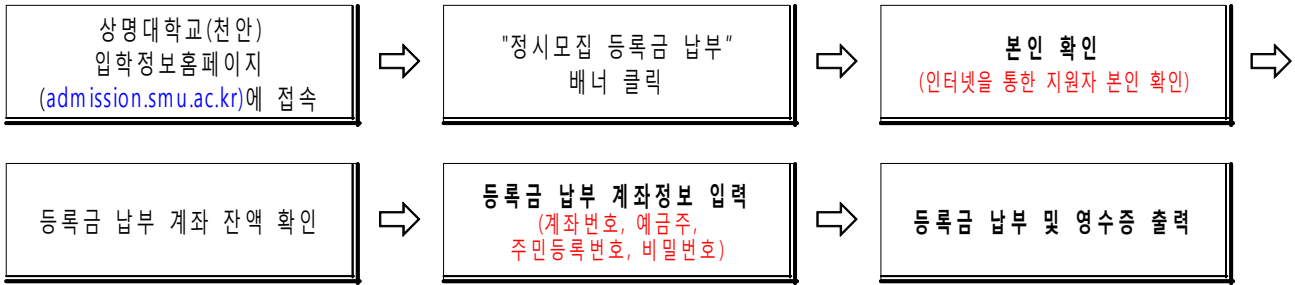 상명대학교(천안)
입학정보홈페이지
(admission.smu.ac.kr)에 접속
"정시모집 등록금 납부"
배너 클릭
본인 확인
(인터넷을 통한 지원자 본인 확인)
등록금 납부 계좌 잔액 확인
등록금 납부 계좌정보 입력
(계좌번호, 예금주,
주민등록번호, 비밀번호)
등록금 납부 및 영수증 출력